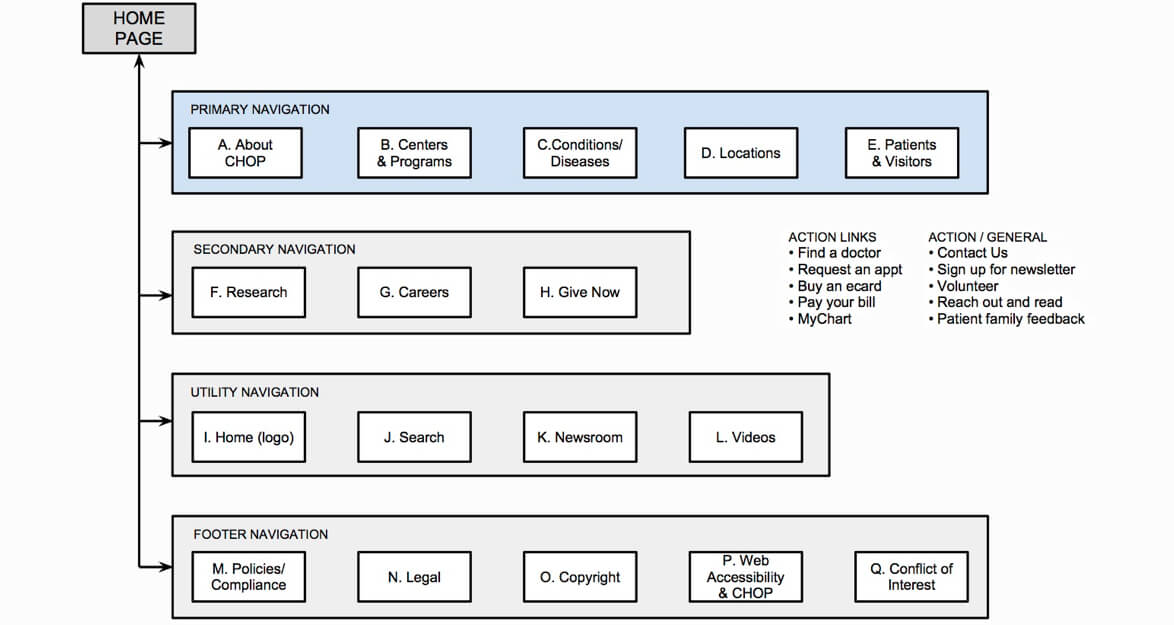 HOME
PAGE
PRIMARY NAVIGATION
A. About
CHOP
B. Centers
& Programs
C.Conditions/
Diseases
D. Locations
E. Patients
& Visitors
SECONDARY NAVIGATION
F. Research
G. Careers
H. Give Now
ACTION LINKS
• Find a doctor
• Request an appt
• Buy an ecard
• Pay your bill
• MyChart
ACTION / GENERAL
• Contact Us
• Sign up for newsletter
• Volunteer
• Reach out and read
• Patient family feedback
UTILITY NAVIGATION
I. Home (logo)
J. Search
K. Newsroom
L. Videos
FOOTER NAVIGATION
M. Policies/
Compliance
N. Legal
O. Copyright
P. Web
Accessibility
& CHOP
Q. Conflict of
Interest